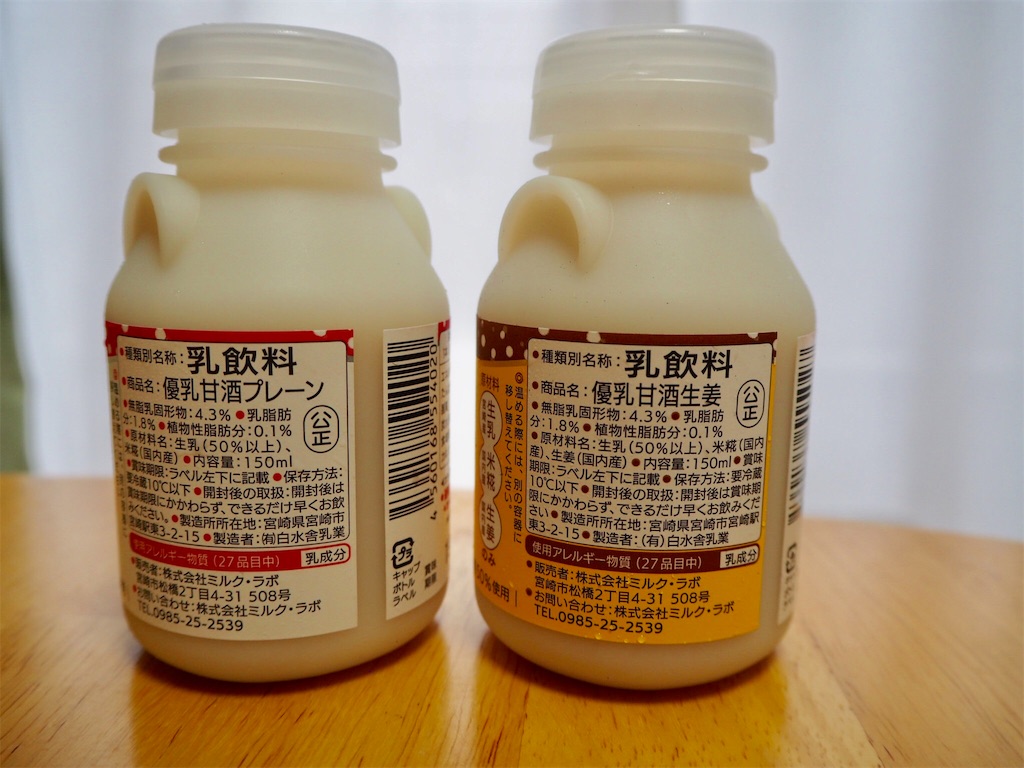 ●種類別名称:乳飲料
●商品名:優乳甘酒プレーン
●無脂乳固形物:4.3% ●乳脂肪
分:1.8% ●植物性脂肪分:0.1%
●原材料名:生乳(50%以上)、
米糀(国内産) ●内容量:150ml
●賞味期限:ラベル左下に記載 ●保存方法:
要冷蔵10℃以下 ●開封後の取扱:開封後は
賞味期限にかかわらず、できるだけ早くお飲
みください。 ●製造所所在地:宮崎県宮崎市
宮崎駅東3-2-15 ●製造者:(有)白水舎乳業
公正
使用アレルギー物質(27品目中) 乳成分
●販売者:株式会社ミルク・ラボ
宮崎市松橋2丁目4-31 508号
●お問い合わせ:株式会社ミルク・ラボ
TEL.0985-25-2539
4560168554020
キャップ
ボトル
ラベル
◎温める際には、別の容器に
移し替えてください。
原材料
生乳
米糀
生姜
のみ
%使用
●種類別名称:乳飲料
●商品名:優乳甘酒生姜
●無脂乳固形物:4.3% ●乳脂肪
分:1.8% ●植物性脂肪分:0.1%
●原材料名:生乳(50%以上)、米糀(国内
産)、生姜(国内産) ●内容量:150ml ●賞味
期限:ラベル左下に記載 ●保存方法:要冷蔵
10℃以下 ●開封後の取扱:開封後は賞味期
限にかかわらず、できるだけ早くお飲みくだ
さい ●製造所所在地:宮崎県宮崎市宮崎駅
東3-2-15 ●製造者:(有)白水舎乳業
公正
使用アレルギー物質(27品目中) 乳成分
●販売者:株式会社ミルク・ラボ
宮崎市松橋2丁目4-31 508号
●お問い合わせ:株式会社ミルク・ラボ
TEL.0985-25-2539